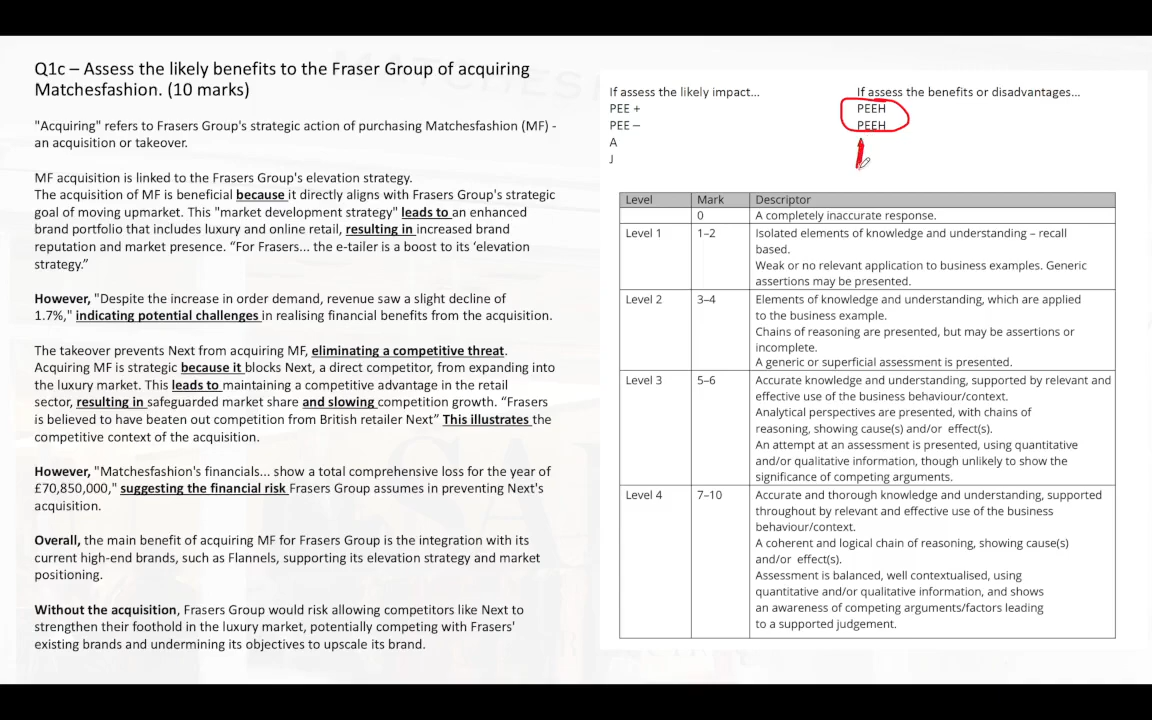 Q1c – Assess the likely benefits to the Fraser Group of acquiring
Matchesfashion. (10 marks)
"Acquiring" refers to Frasers Group's strategic action of purchasing Matchesfashion (MF) -
an acquisition or takeover.
MF acquisition is linked to the Frasers Group's elevation strategy.
The acquisition of MF is beneficial because it directly aligns with Frasers Group's strategic
goal of moving upmarket. This "market development strategy" leads to an enhanced
brand portfolio that includes luxury and online retail, resulting in increased brand
reputation and market presence. “For Frasers... the e-tailer is a boost to its ‘elevation
strategy.”
However, "Despite the increase in order demand, revenue saw a slight decline of
1.7%," indicating potential challenges in realising financial benefits from the acquisition.
The takeover prevents Next from acquiring MF, eliminating a competitive threat.
Acquiring MF is strategic because it blocks Next, a direct competitor, from expanding into
the luxury market. This leads to maintaining a competitive advantage in the retail
sector, resulting in safeguarded market share and slowing competition growth. “Frasers
is believed to have beaten out competition from British retailer Next” This illustrates the
competitive context of the acquisition.
However, "Matchesfashion's financials... show a total comprehensive loss for the year of
£70,850,000," suggesting the financial risk Frasers Group assumes in preventing Next's
acquisition.
Overall, the main benefit of acquiring MF for Frasers Group is the integration with its
current high-end brands, such as Flannels, supporting its elevation strategy and market
positioning.
Without the acquisition, Frasers Group would risk allowing competitors like Next to
strengthen their foothold in the luxury market, potentially competing with Frasers'
existing brands and undermining its objectives to upscale its brand.
If assess the likely impact...
PEE +
PEE –
A
J
If assess the benefits or disadvantages...
PEEH
PEEH
Level Mark Descriptor
0 A completely inaccurate response.
Level 1 1–2 Isolated elements of knowledge and understanding – recall
based.
Weak or no relevant application to business examples. Generic
assertions may be presented.
Level 2 3–4 Elements of knowledge and understanding, which are applied
to the business example.
Chains of reasoning are presented, but may be assertions or
incomplete.
A generic or superficial assessment is presented.
Level 3 5–6 Accurate knowledge and understanding, supported by relevant and
effective use of the business behaviour/context.
Analytical perspectives are presented, with chains of
reasoning, showing cause(s) and/or effect(s).
An attempt at an assessment is presented, using quantitative
and/or qualitative information, though unlikely to show the
significance of competing arguments.
Level 4 7–10 Accurate and thorough knowledge and understanding, supported
throughout by relevant and effective use of the business
behaviour/context.
A coherent and logical chain of reasoning, showing cause(s)
and/or effect(s).
Assessment is balanced, well contextualised, using
quantitative and/or qualitative information, and shows
an awareness of competing arguments/factors leading
to a supported judgement.